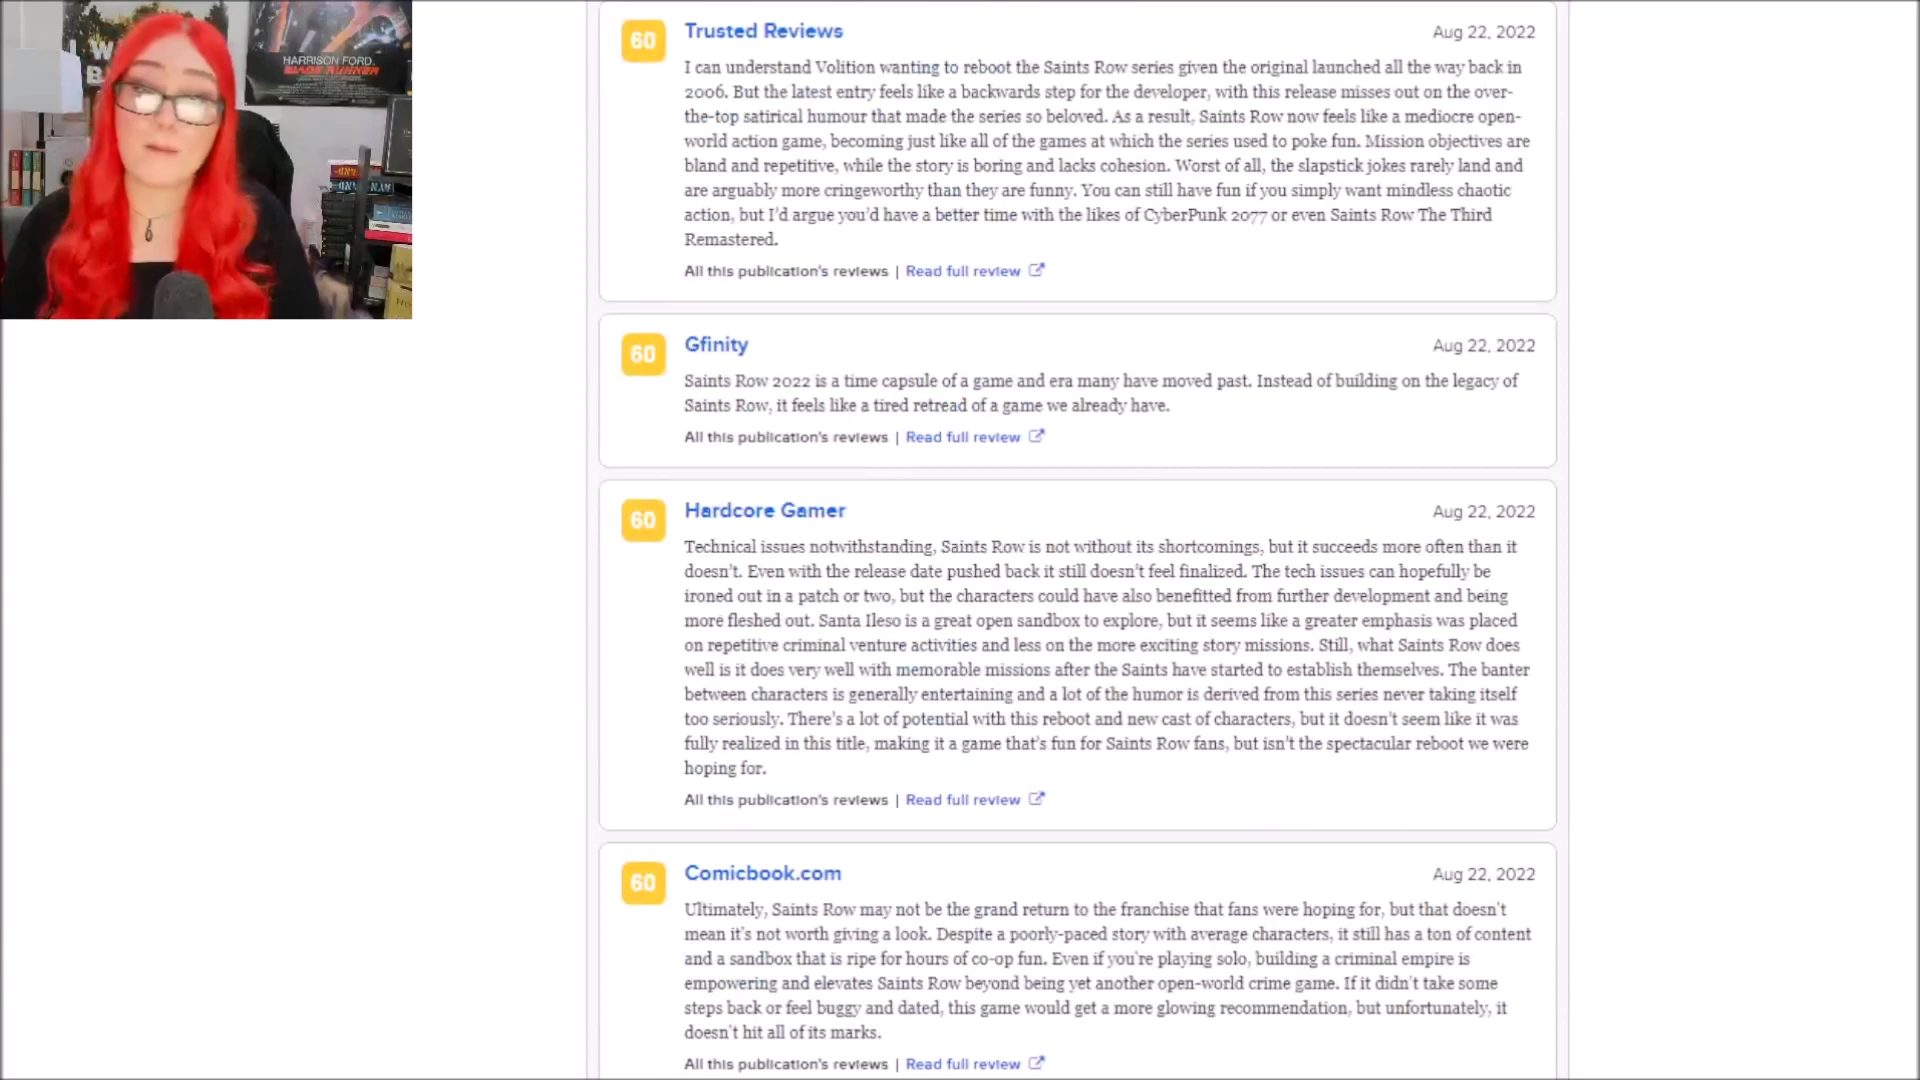 HARRISON FORD
BLADE RUNNER
60
Trusted Reviews
Aug 22, 2022
I can understand Volition wanting to reboot the Saints Row series given the original launched all the way back in
2006. But the latest entry feels like a backwards step for the developer, with this release misses out on the over-
the-top satirical humour that made the series so beloved. As a result, Saints Row now feels like a mediocre open-
world action game, becoming just like all of the games at which the series used to poke fun. Mission objectives are
bland and repetitive, while the story is boring and lacks cohesion. Worst of all, the slapstick jokes rarely land and
are arguably more cringeworthy than they are funny. You can still have fun if you simply want mindless chaotic
action, but I'd argue you'd have a better time with the likes of CyberPunk 2077 or even Saints Row The Third
Remastered.
All this publication's reviews | Read full review
60
Gfinity
Aug 22, 2022
Saints Row 2022 is a time capsule of a game and era many have moved past. Instead of building on the legacy of
Saints Row, it feels like a tired retread of a game we already have.
All this publication's reviews | Read full review
60
Hardcore Gamer
Aug 22, 2022
Technical issues notwithstanding, Saints Row is not without its shortcomings, but it succeeds more often than it
doesn't. Even with the release date pushed back it still doesn't feel finalized. The tech issues can hopefully be
ironed out in a patch or two, but the characters could have also benefitted from further development and being
more fleshed out. Santa Ileso is a great open sandbox to explore, but it seems like a greater emphasis was placed
on repetitive criminal venture activities and less on the more exciting story missions. Still, what Saints Row does
well is it does very well with memorable missions after the Saints have started to establish themselves. The banter
between characters is generally entertaining and a lot of the humor is derived from this series never taking itself
too seriously. There's a lot of potential with this reboot and new cast of characters, but it doesn't seem like it was
fully realized in this title, making it a game that's fun for Saints Row fans, but isn't the spectacular reboot we were
hoping for.
All this publication's reviews | Read full review
60
Comicbook.com
Aug 22, 2022
Ultimately, Saints Row may not be the grand return to the franchise that fans were hoping for, but that doesn't
mean it's not worth giving a look. Despite a poorly-paced story with average characters, it still has a ton of content
and a sandbox that is ripe for hours of co-op fun. Even if you're playing solo, building a criminal empire is
empowering and elevates Saints Row beyond being yet another open-world crime game. If it didn't take some
steps back or feel buggy and dated, this game would get a more glowing recommendation, but unfortunately, it
doesn't hit all of its marks.
All this publication's reviews | Read full review